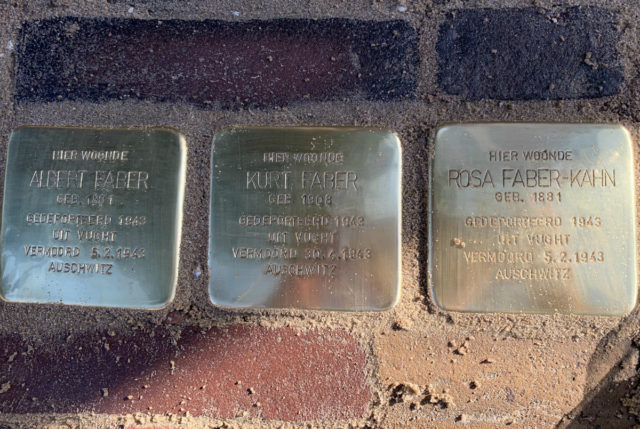 HIER WOONDE
ALBERT FABER
GEB. 1871
GEDEPORTEERD 1943
UIT VUGHT
VERMOORD 5.2.1943
AUSCHWITZ
HIER WOONDE
KURT FABER
GEB. 1908
GEDEPORTEERD 1943
UIT VUGHT
VERMOORD 30.4.1943
AUSCHWITZ
HIER WOONDE
ROSA FABER-KAHN
GEB. 1881
GEDEPORTEERD 1943
UIT VUGHT
VERMOORD 5.2.1943
AUSCHWITZ